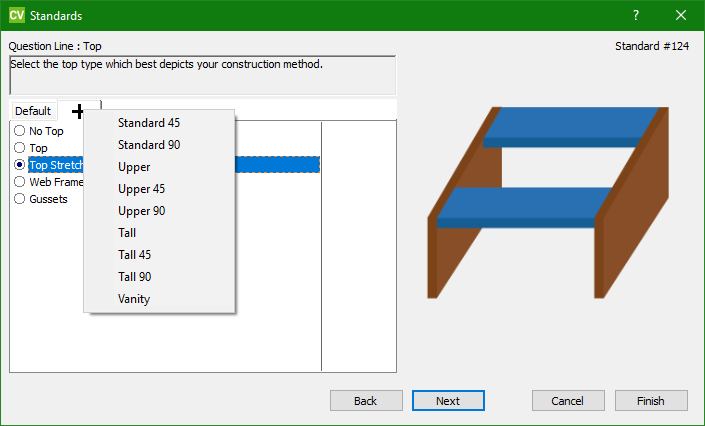 CV Standards
Question Line : Top
Standard #124
Select the top type which best depicts your construction method.
Default
No Top
Top
Top Stretch
Web Frame
Gussets
Standard 45
Standard 90
Upper
Upper 45
Upper 90
Tall
Tall 45
Tall 90
Vanity
Back
Next
Cancel
Finish